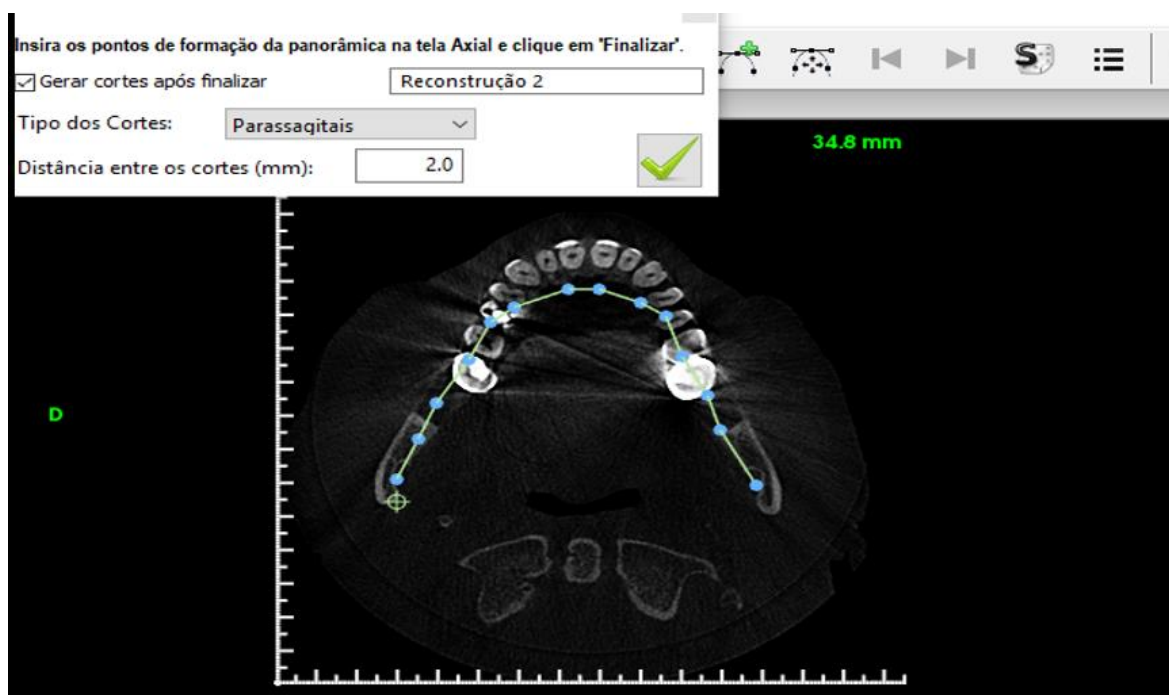 Insira os pontos de formação da panorâmica na tela Axial e clique em 'Finalizar'.
Gerar cortes após finalizar
Reconstrução 2
Tipo dos Cortes:
Parassagitais
Distância entre os cortes (mm):
2.0
S
34.8 mm
D